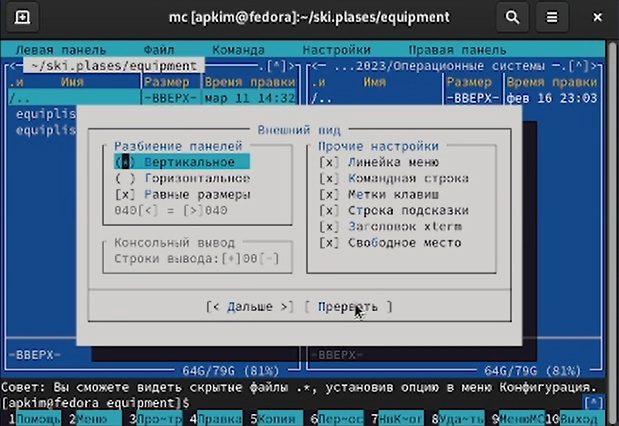 mc [apkim@fedora]:~/ski.plases/equipment
Левая панель Файл Команда Настройки Правая панель
<─ ~/ski.plases/equipment ─.[^]> <─ ...2023/Операционные системы ─.[^]>
.и Имя Размер Время правки .и Имя Размер Время правки
/.. -ВВЕРХ- мар 11 14:32 /.. -ВВЕРХ- фев 16 23:03
equiplis
equiplis
Внешний вид
Разбиение панелей Прочие настройки
Вертикальное [x] Линейка меню
( ) Горизонтальное [x] Командная строка
[x] Равные размеры [x] Метки клавиш
040[<] = [>]040 [x] Строка подсказки
[x] Заголовок xterm
Консольный вывод [x] Свободное место
Строки вывода:[+]00[-]
[< Дальше >] [ Прервать ]
-ВВЕРХ- -ВВЕРХ-
64G/79G (81%) 64G/79G (81%)
Совет: Вы сможете видеть скрытые файлы .*, установив опцию в меню Конфигурация.
[apkim@fedora equipment]$ [^]
1Помощь 2Меню 3Про~тр 4Правка 5Копия 6Пер~ос 7НвК~ог 8Уда~ть 9МенюMC 10Выход